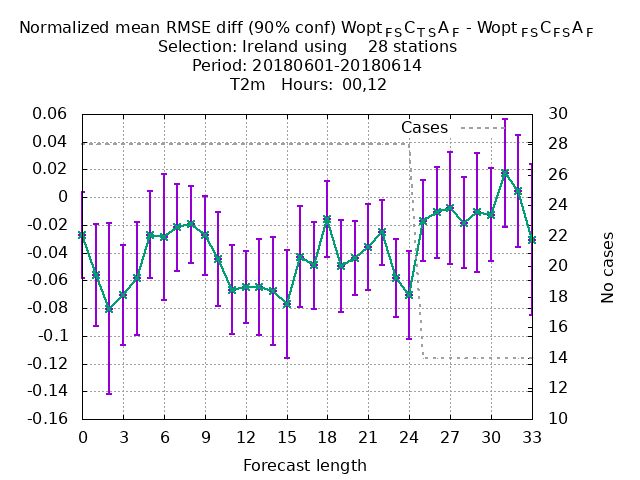 Normalized mean RMSE diff (90% conf) Wopt FS C T S A F - Wopt FS C FS A F
Selection: Ireland using 28 stations
Period: 20180601-20180614
T2m Hours: 00,12
Cases
0.06
0.04
0.02
0
-0.02
-0.04
-0.06
-0.08
-0.1
-0.12
-0.14
-0.16
30
28
26
24
22
20
18
16
14
12
10
No cases
0 3 6 9 12 15 18 21 24 27 30 33
Forecast length